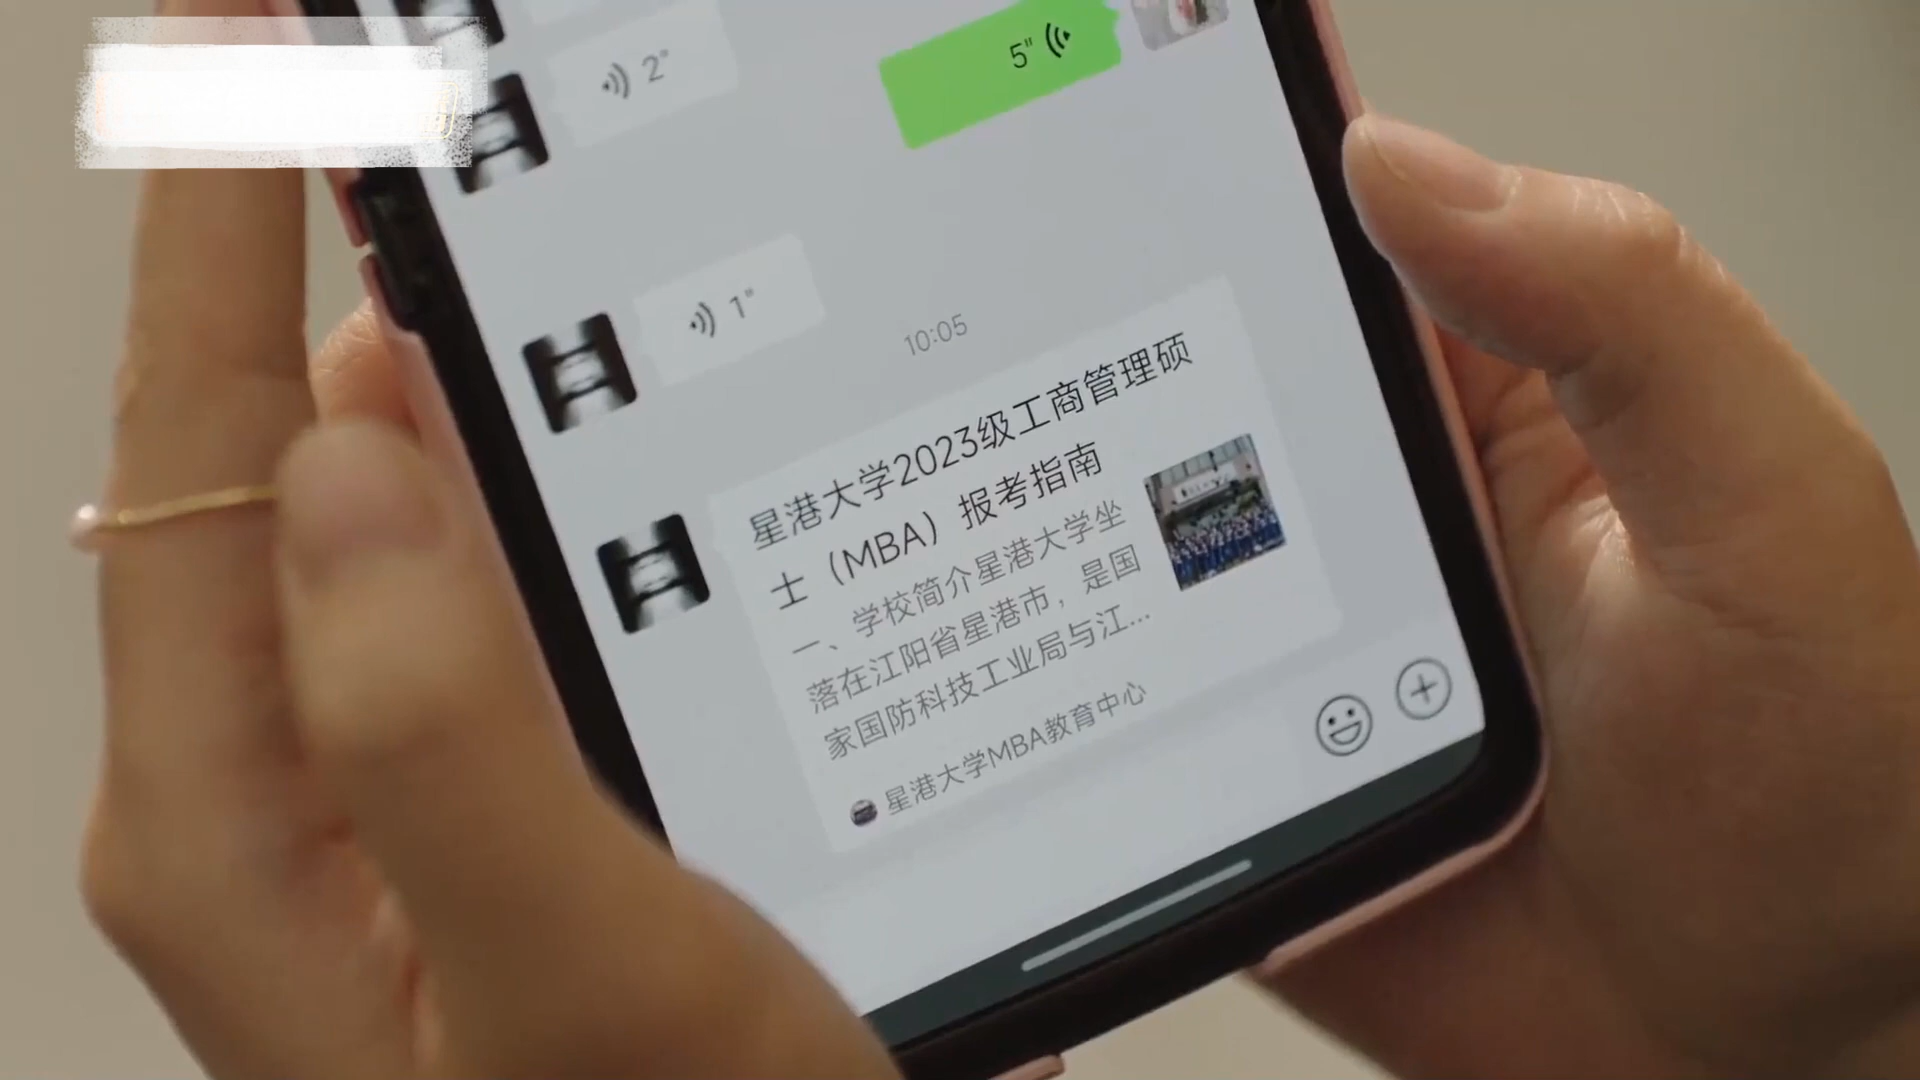 2"
5"
1"
10:05
星港大学2023级工商管理硕
士（MBA）报考指南
一、学校简介星港大学坐
落在江阳省星港市，是国
家国防科技工业局与江...
星港大学MBA教育中心